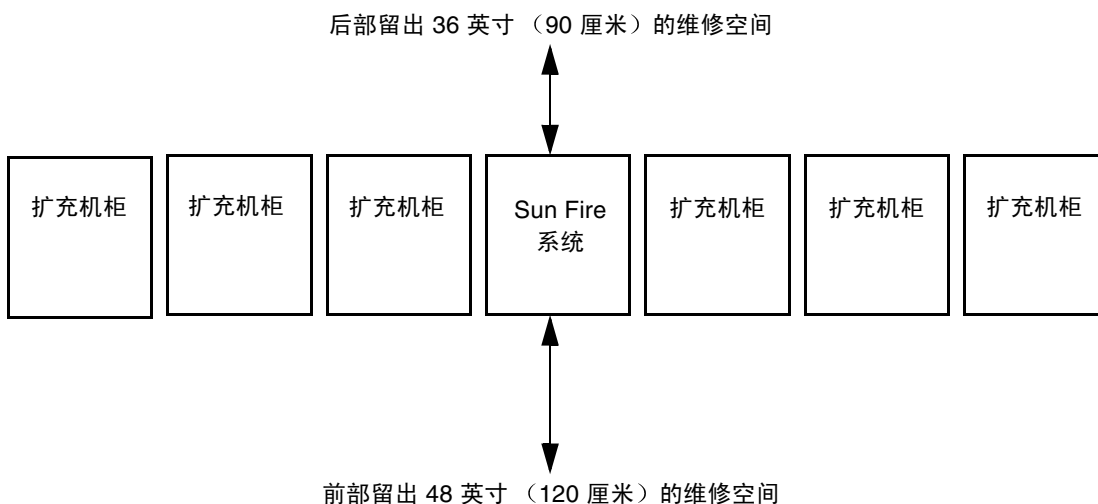 后部留出 36 英寸 （90 厘米）的维修空间
扩充机柜
扩充机柜
扩充机柜
Sun Fire
系统
扩充机柜
扩充机柜
扩充机柜
前部留出 48 英寸 （120 厘米）的维修空间